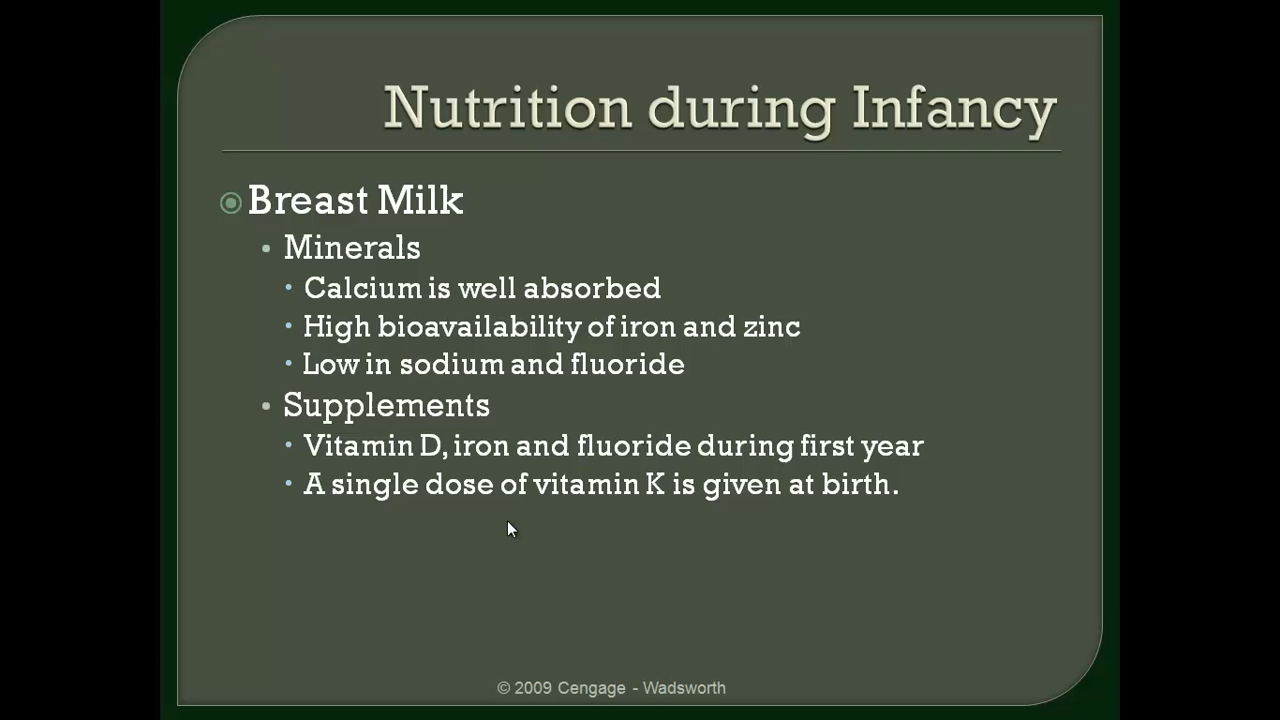 Nutrition during Infancy
Breast Milk
Minerals
Calcium is well absorbed
High bioavailability of iron and zinc
Low in sodium and fluoride
Supplements
Vitamin D, iron and fluoride during first year
A single dose of vitamin K is given at birth.
© 2009 Cengage - Wadsworth